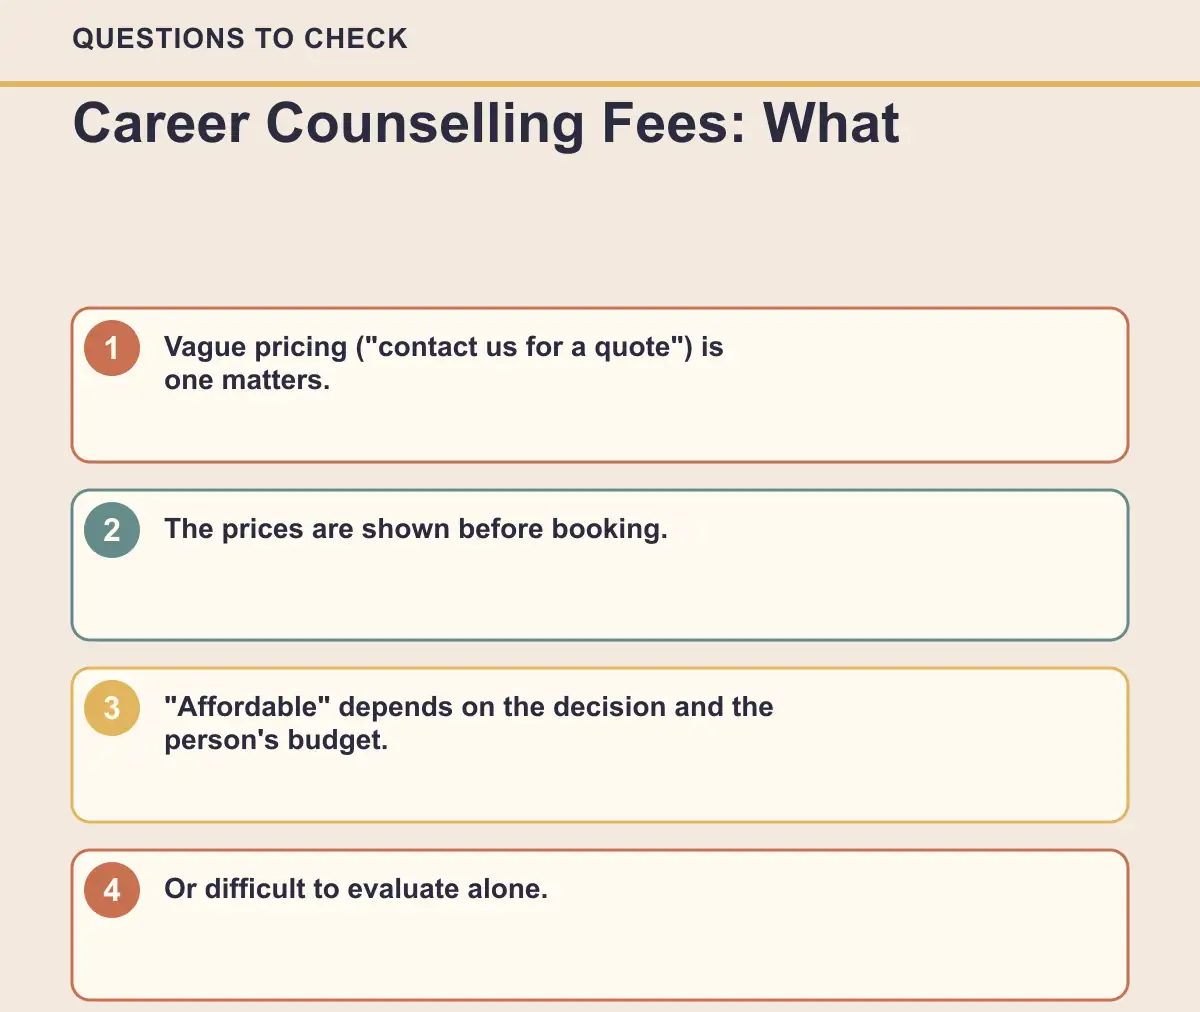 QUESTIONS TO CHECK
Career Counselling Fees: What
1
Vague pricing ("contact us for a quote") is
one matters.
2
The prices are shown before booking.
3
"Affordable" depends on the decision and the
person's budget.
4
Or difficult to evaluate alone.